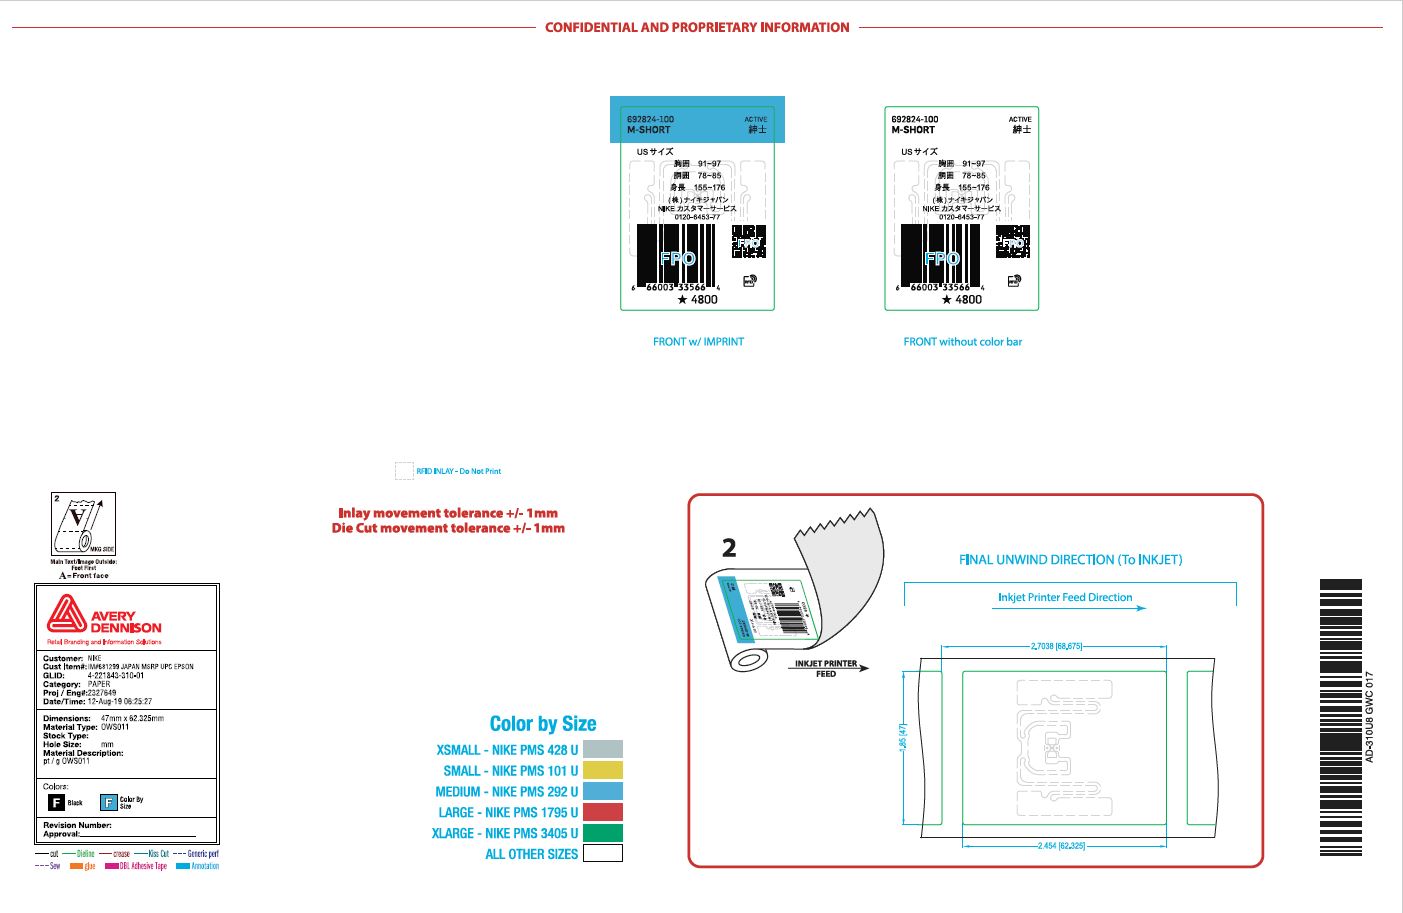 CONFIDENTIAL AND PROPRIETARY INFORMATION
692824-100
M-SHORT
ACTIVE
紳士
US サイズ
胸囲 91~97
胴囲 78~85
身長 155~176
(株)ナイキジャパン
NIKE カスタマーサービス
0120-6453-77
FPO
FPO
6 66003 33566 4
★ 4800
FRONT w/ IMPRINT
692824-100
M-SHORT
ACTIVE
紳士
US サイズ
胸囲 91~97
胴囲 78~85
身長 155~176
(株)ナイキジャパン
NIKE カスタマーサービス
0120-6453-77
FPO
FPO
6 66003 33566 4
★ 4800
FRONT without color bar
RFID INLAY - Do Not Print
Inlay movement tolerance +/- 1mm
Die Cut movement tolerance +/- 1mm
2
A
MKG SIDE
Main Text/Image Outside:
Foot First
A = Front face
AVERY
DENNISON
Retail Branding and Information Solutions
Customer: NIKE
Cust Item#: IM#681299 JAPAN MSRP UPC EPSON
GLID: 4-221843-310-01
Category: PAPER
Proj / Eng#: 2327649
Date/Time: 12-Aug-19 06:25:27
Dimensions: 47mm x 62.325mm
Material Type: OWS011
Stock Type:
Hole Size: mm
Material Description:
pt / g OWS011
Colors:
F Black
F Color By Size
Revision Number:
Approval:
cut Dieline crease Kiss Cut Generic perf
Sew glue DBL Adhesive Tape Annotation
Color by Size
XSMALL - NIKE PMS 428 U
SMALL - NIKE PMS 101 U
MEDIUM - NIKE PMS 292 U
LARGE - NIKE PMS 1795 U
XLARGE - NIKE PMS 3405 U
ALL OTHER SIZES
2
INKJET PRINTER
FEED
FINAL UNWIND DIRECTION (To INKJET)
Inkjet Printer Feed Direction
2.7038 [68.675]
1.85 [47]
2.454 [62.325]
AD-310U8 GWC 017